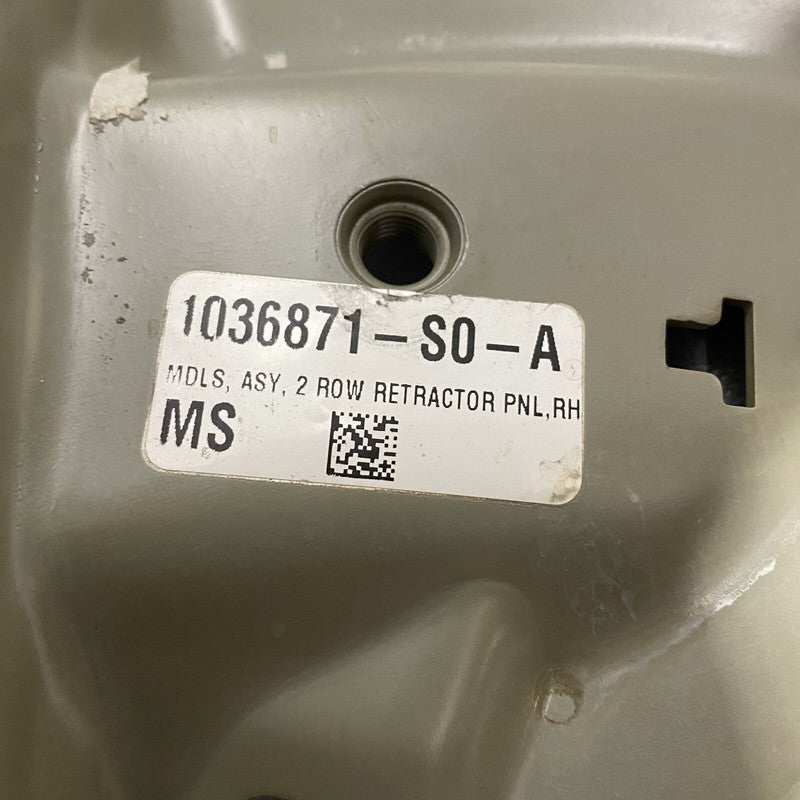 1036871-S0-A
MDLS, ASY, 2 ROW RETRACTOR PNL,RH
MS